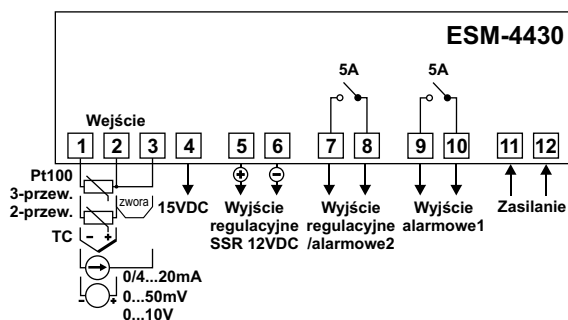 ESM-4430
5A 5A
Wejście
1 2 3 4 5 6 7 8 9 10 11 12
+ −
Pt100
3-przew.
2-przew.
zwora
15VDC
Wyjście
regulacyjne
SSR 12VDC
Wyjście
regulacyjne
/alarmowe2
Wyjście
alarmowe1
Zasilanie
TC
− +
0/4...20mA
- +
0...50mV
0...10V